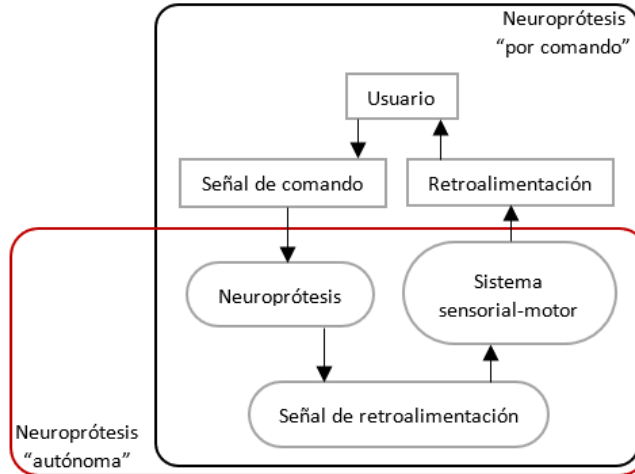 Neuroprótesis
“por comando”
Usuario
Señal de comando
Retroalimentación
Neuroprótesis
Sistema
sensorial-motor
Señal de retroalimentación
Neuroprótesis
“autónoma”